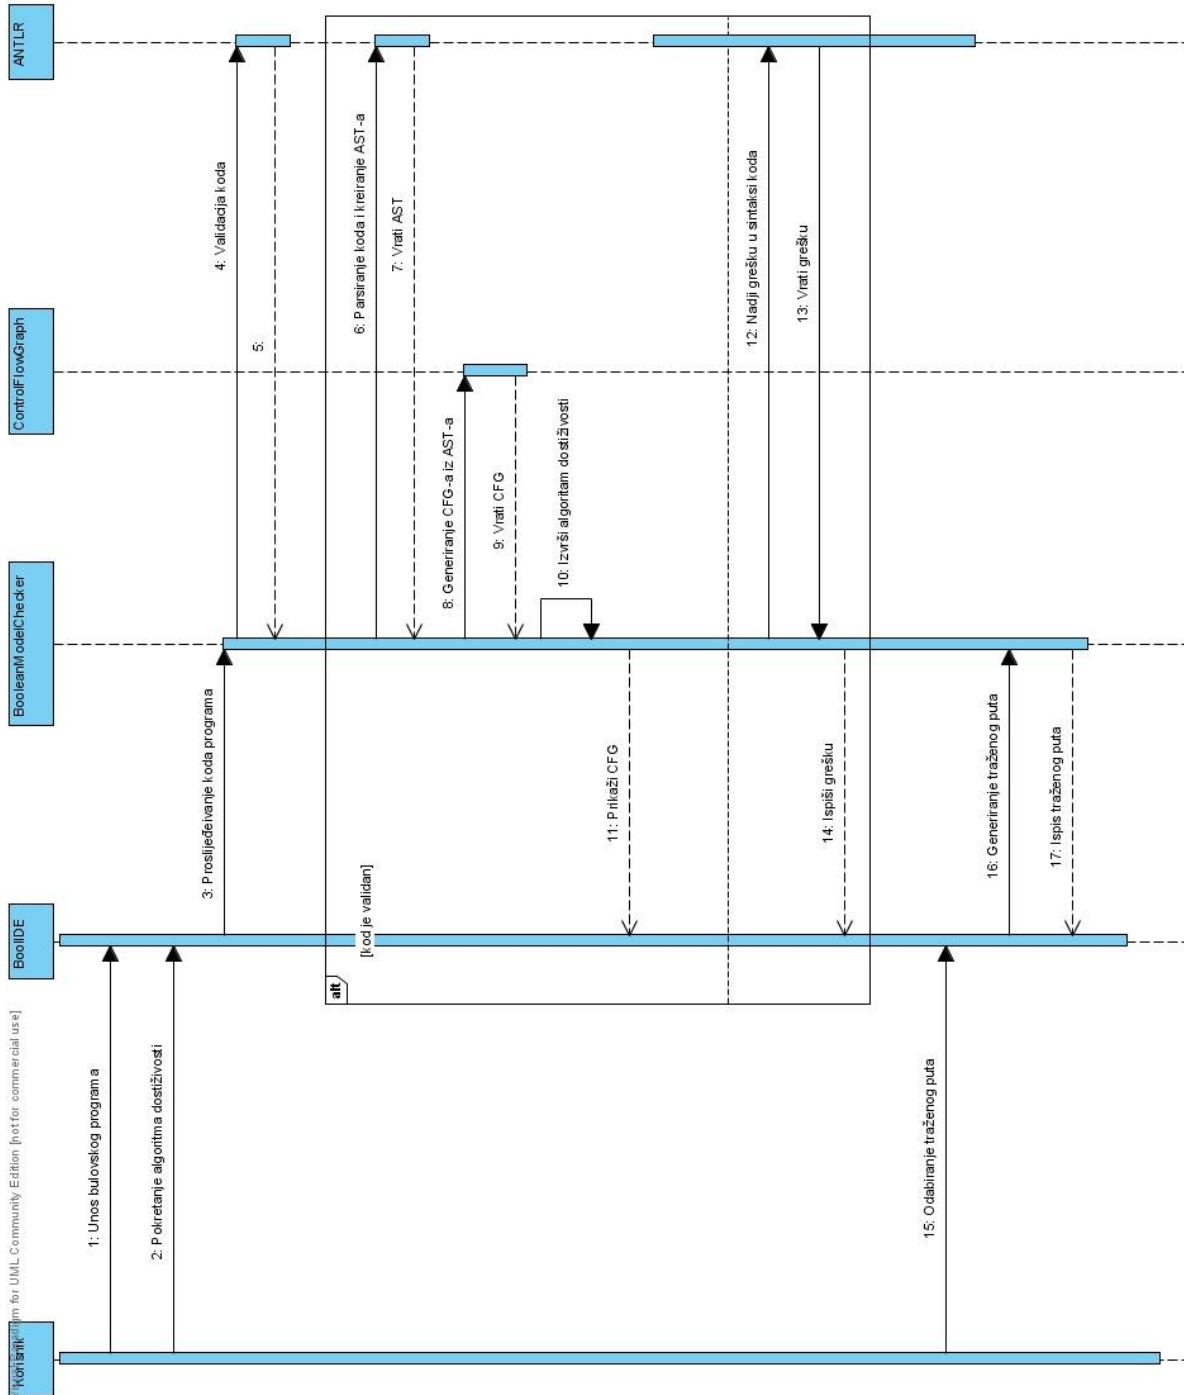 Visual Paradigm for UML Community Edition [not for commercial use]
Korisnik
BoolIDE
BooleanModelChecker
ControlFlowGraph
ANTLR
1: Unos bulovskog programa
2: Pokretanje algoritma dostiživosti
3: Proslijeđeivanje koda programa
4: Validacija koda
5:
alt
[kod je validan]
6: Parsiranje koda i kreiranje AST-a
7: Vrati AST
8: Generiranje CFG-a iz AST-a
9: Vrati CFG
10: Izvrši algoritam dostiživosti
11: Prikaži CFG
12: Nadji grešku u sintaksi koda
13: Vrati grešku
14: Ispiši grešku
15: Odabiranje traženog puta
16: Generiranje traženog puta
17: Ispis traženog puta